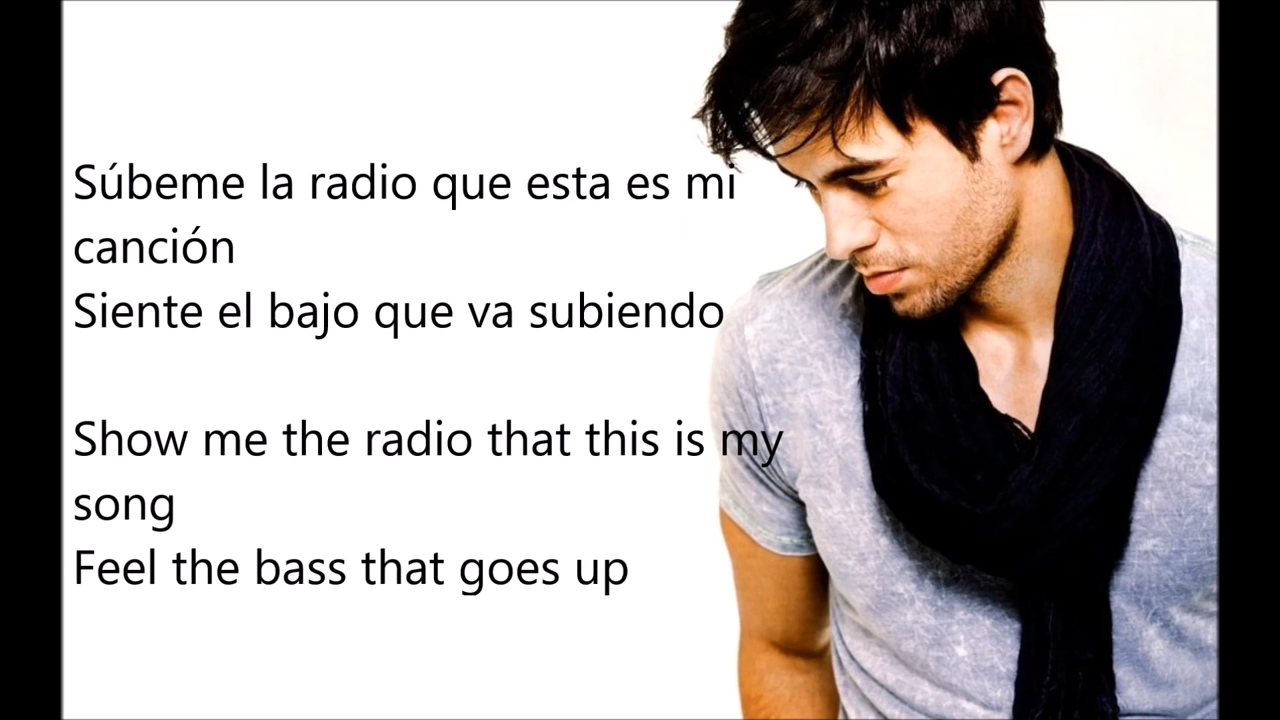 Súbeme la radio que esta es mi
canción
Siente el bajo que va subiendo
Show me the radio that this is my
song
Feel the bass that goes up